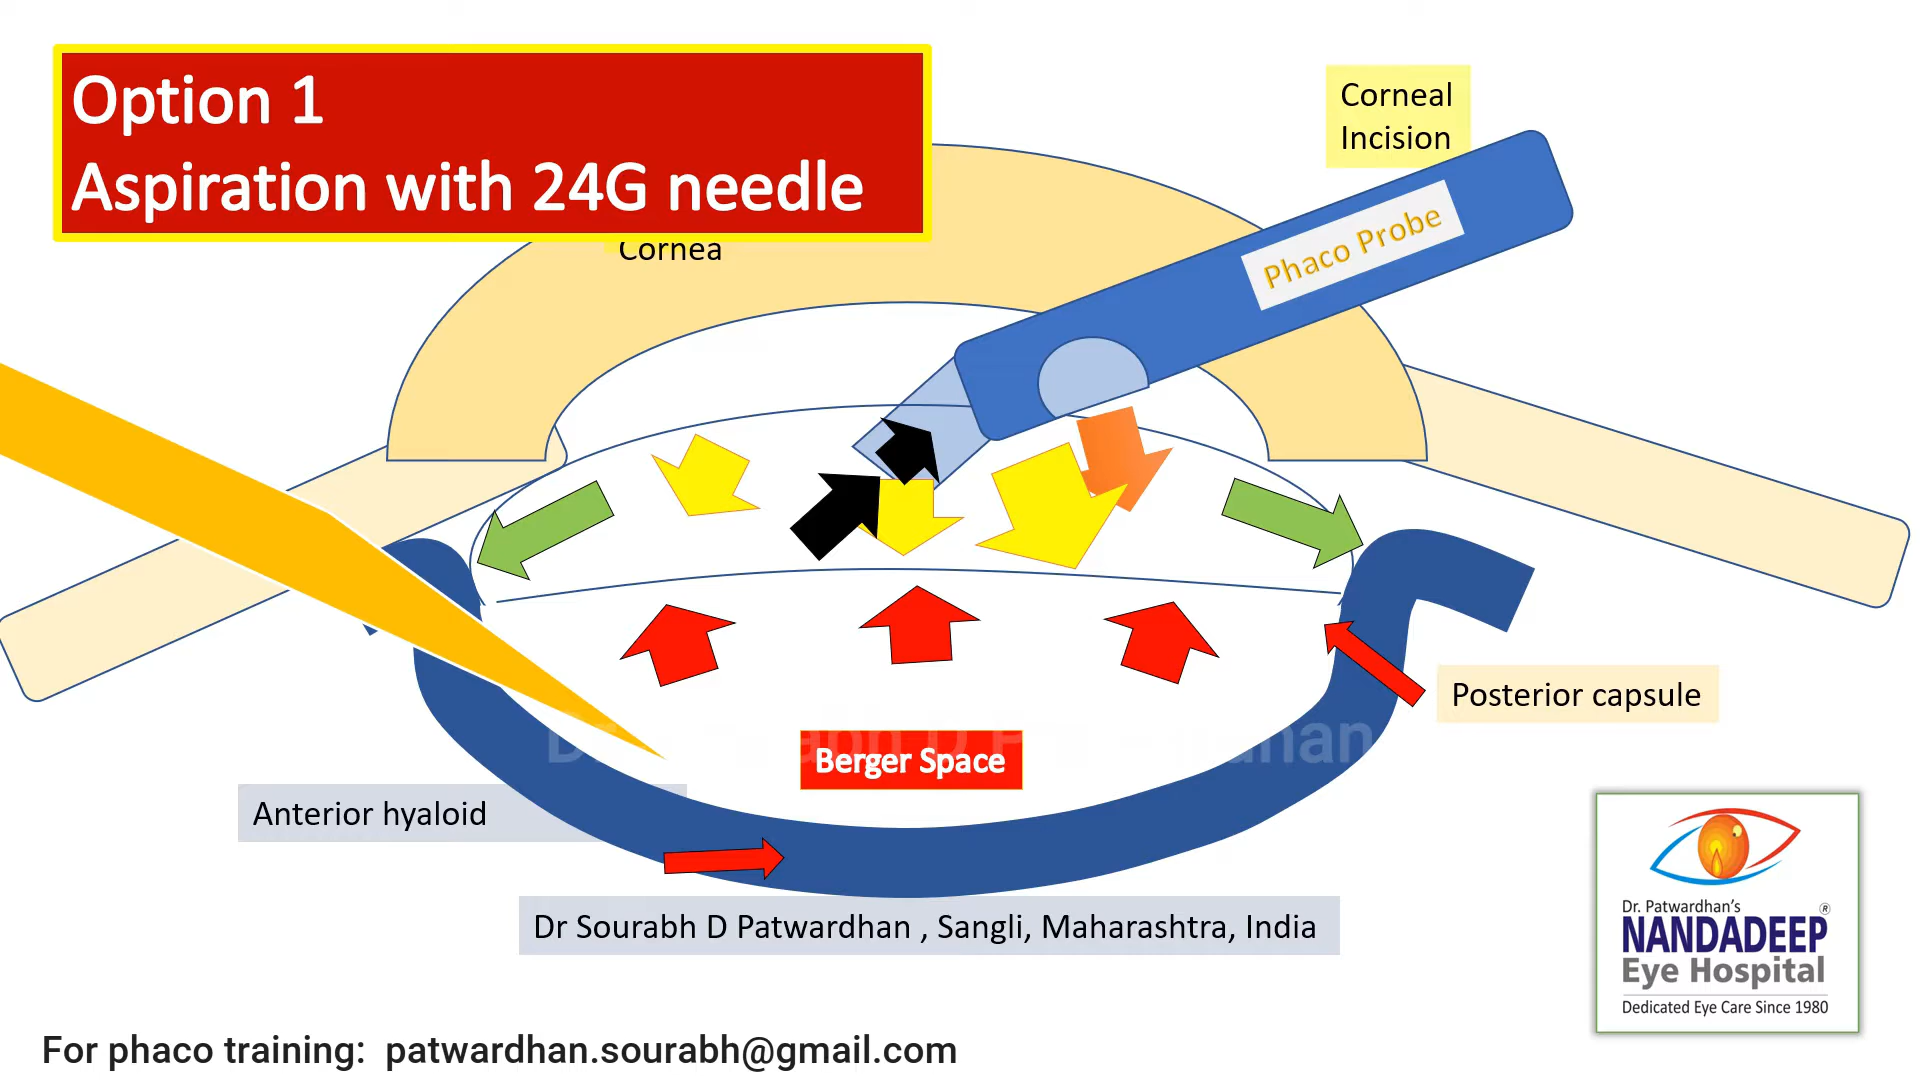 Option 1
Aspiration with 24G needle
Corneal
Incision
Cornea
Phaco Probe
Posterior capsule
Berger Space
Anterior hyaloid
Dr Sourabh D Patwardhan , Sangli, Maharashtra, India
Dr. Patwardhan's
NANDADEEP ®
Eye Hospital
Dedicated Eye Care Since 1980
For phaco training: patwardhan.sourabh@gmail.com